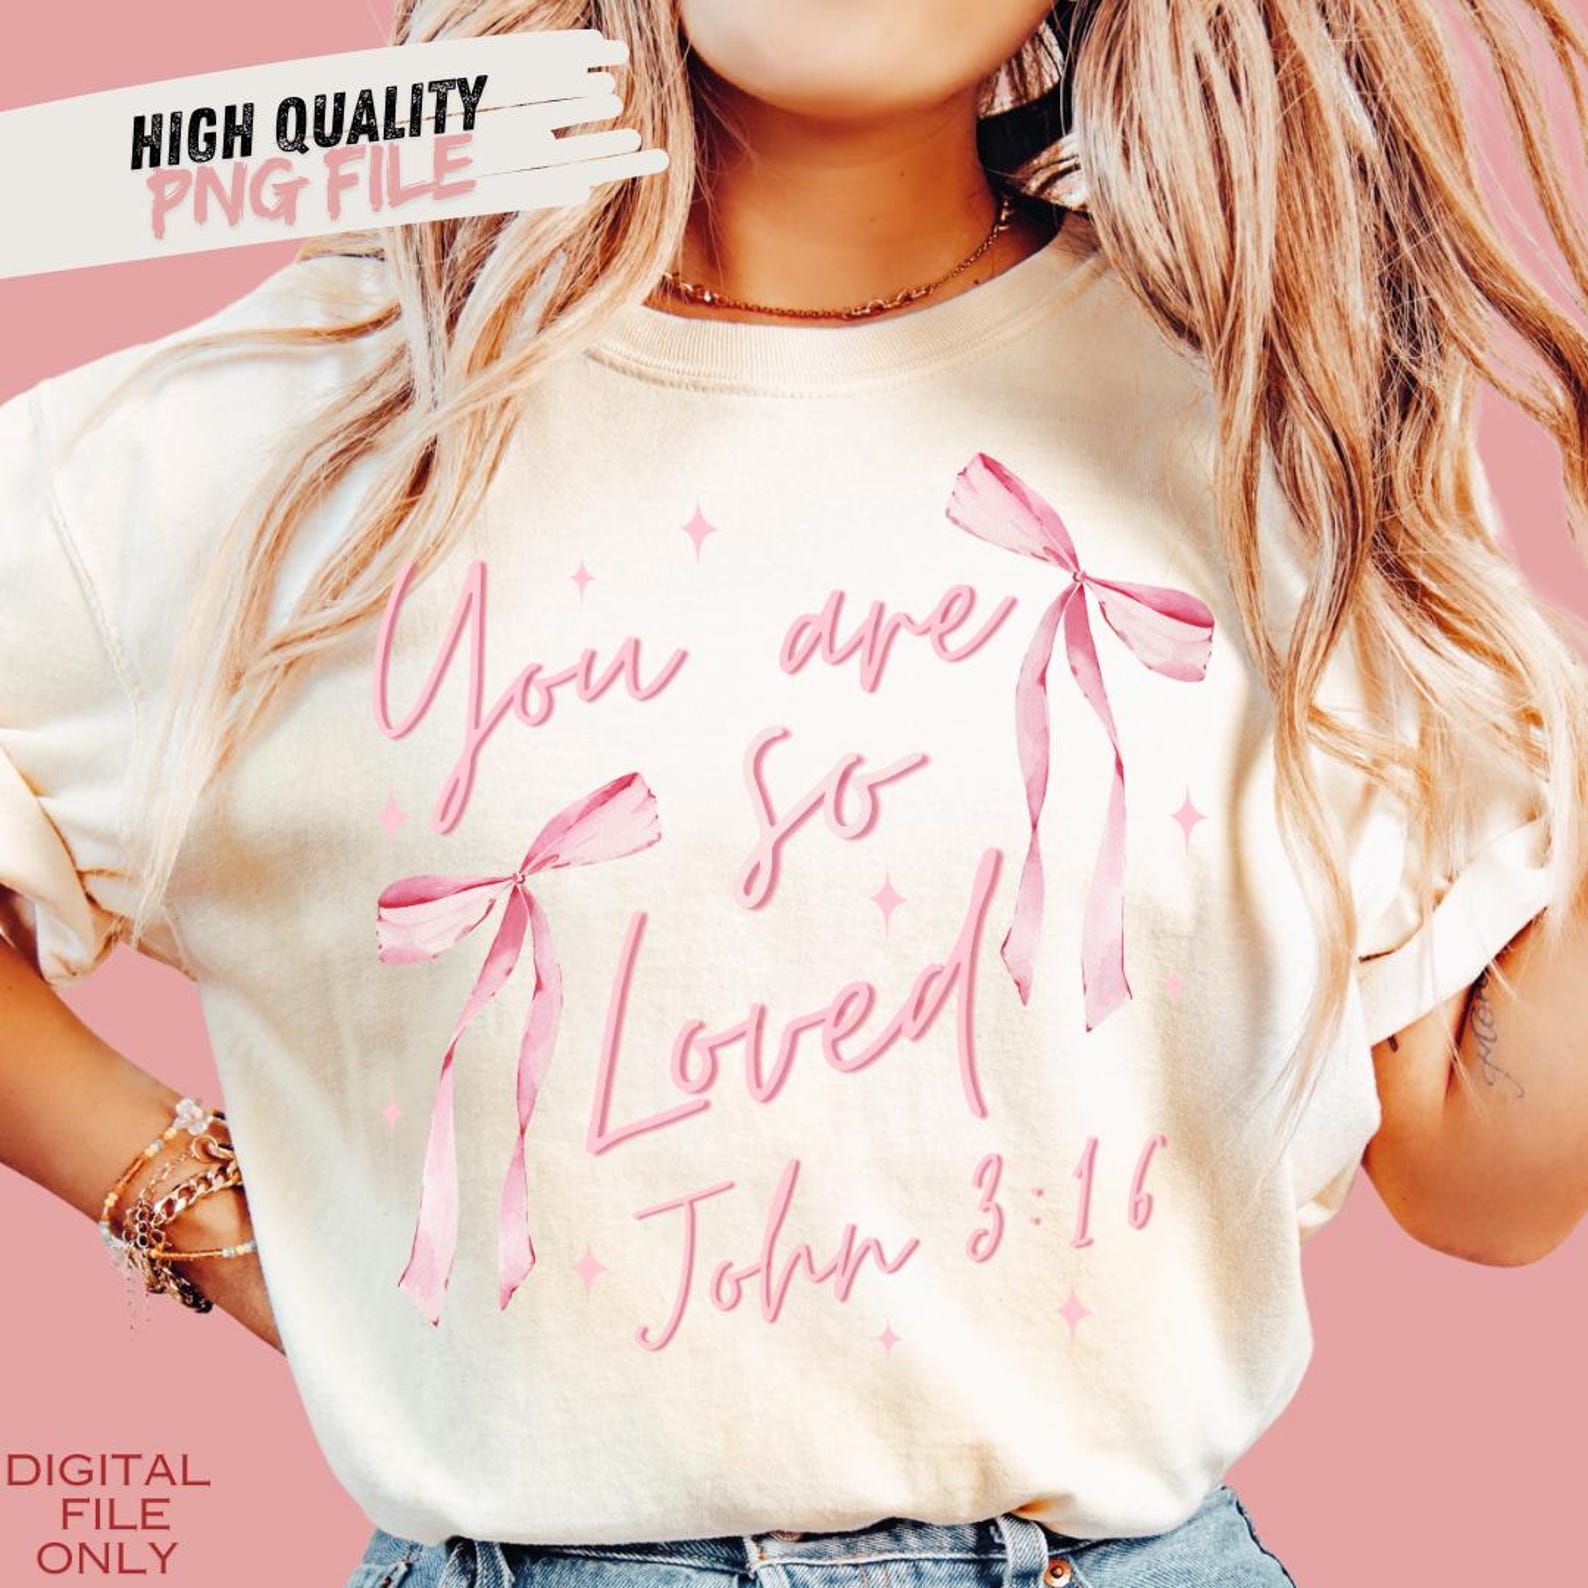 HIGH QUALITY
PNG FILE
You are
so
Loved
John 3:16
DIGITAL
FILE
ONLY